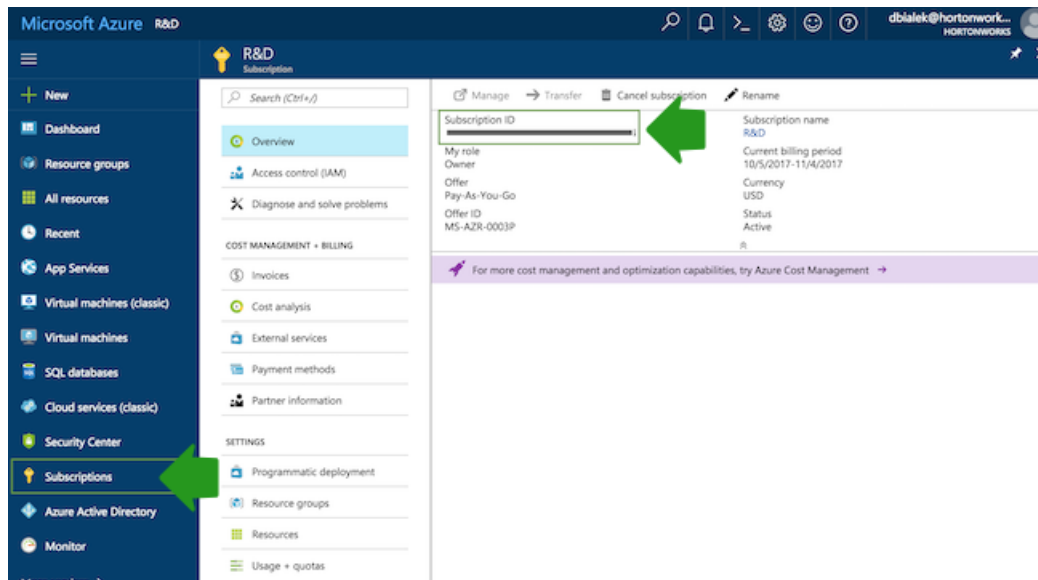 Microsoft Azure R&D
dbialek@hortonwork...
HORTONWORKS
R&D
Subscription
New
Dashboard
Resource groups
All resources
Recent
App Services
Virtual machines (classic)
Virtual machines
SQL databases
Cloud services (classic)
Security Center
Subscriptions
Azure Active Directory
Monitor
Search (Ctrl+/)
Overview
Access control (IAM)
Diagnose and solve problems
COST MANAGEMENT + BILLING
Invoices
Cost analysis
External services
Payment methods
Partner information
SETTINGS
Programmatic deployment
Resource groups
Resources
Usage + quotas
Manage Transfer Cancel subscription Rename
Subscription ID
My role
Owner
Offer
Pay-As-You-Go
Offer ID
MS-AZR-0003P
Subscription name
R&D
Current billing period
10/5/2017-11/4/2017
Currency
USD
Status
Active
For more cost management and optimization capabilities, try Azure Cost Management →